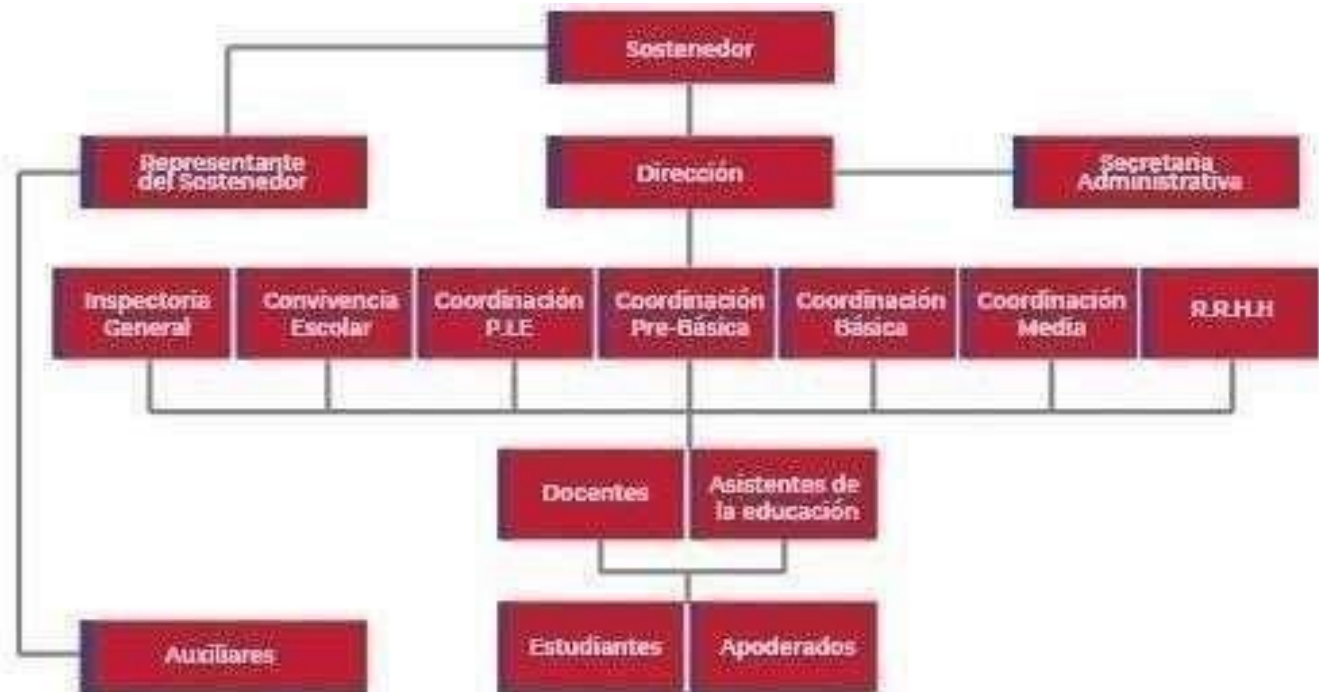 Sostenedor
Representante
del Sostenedor
Dirección
Secretaria
Administrativa
Inspectoria
General
Convivencia
Escolar
Coordinación
P.I.E
Coordinación
Pre-Básica
Coordinación
Básica
Coordinación
Media
R.R.H.H
Docentes
Asistentes de
la educación
Auxiliares
Estudiantes
Apoderados